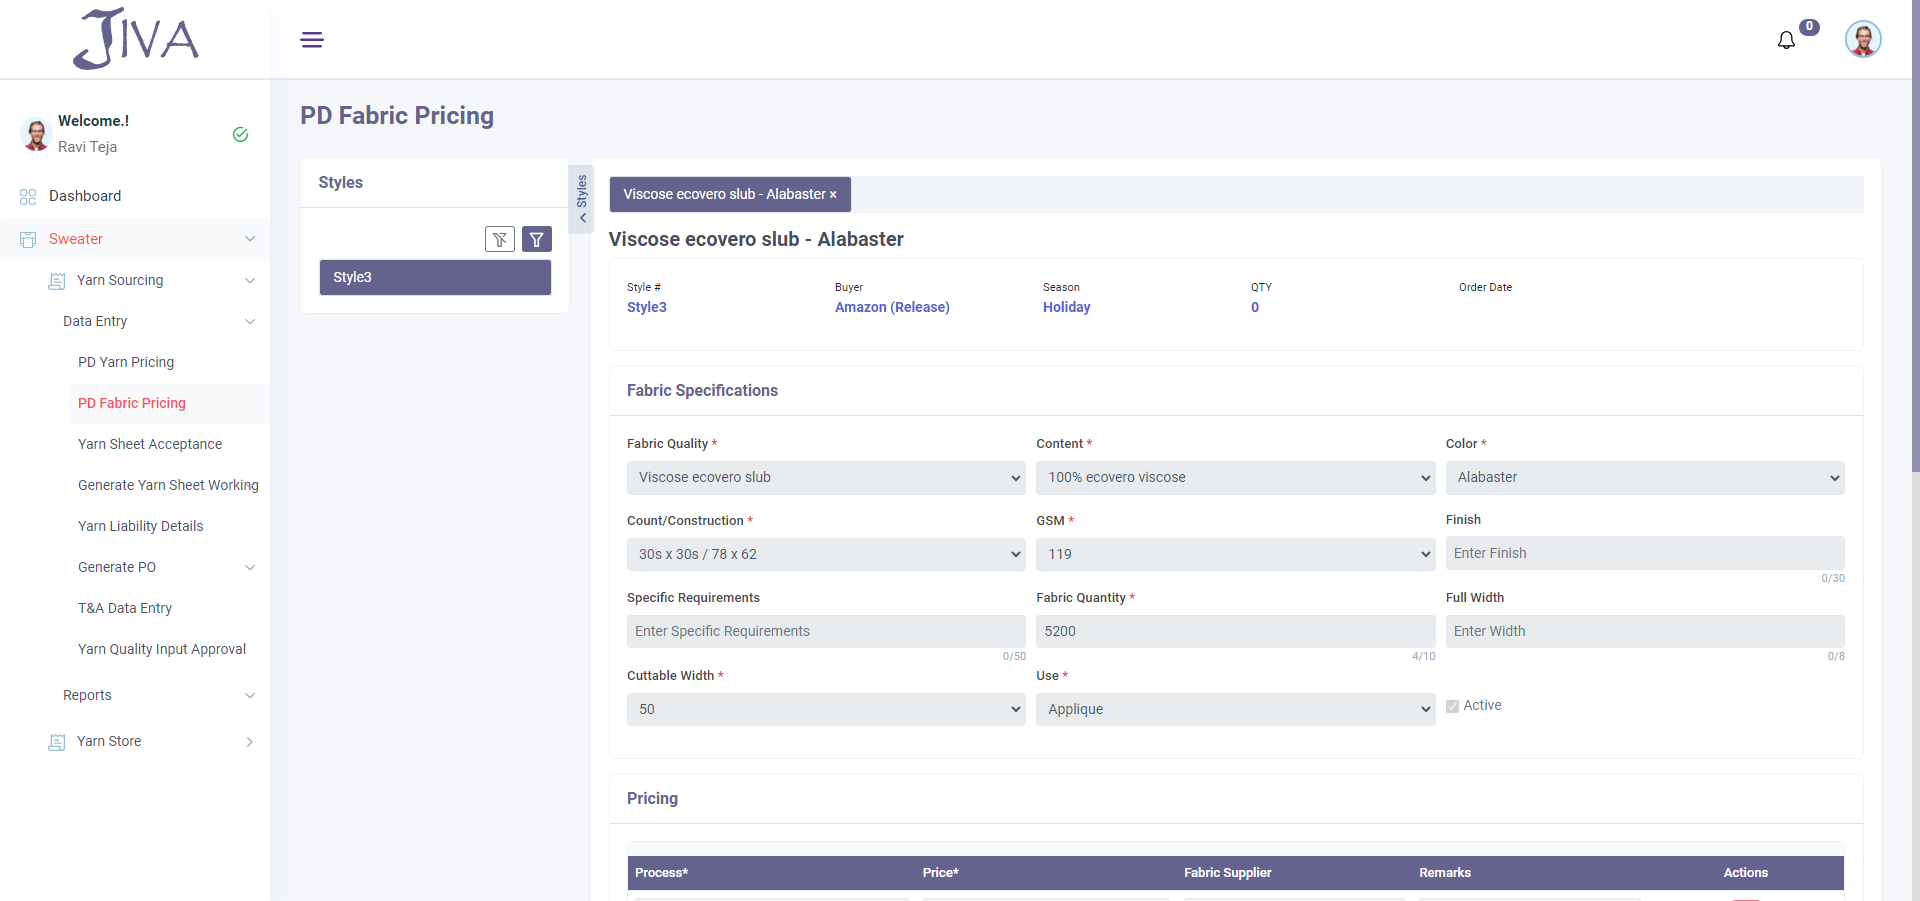 JIVA
0
Welcome.!
Ravi Teja
Dashboard
Sweater
Yarn Sourcing
Data Entry
PD Yarn Pricing
PD Fabric Pricing
Yarn Sheet Acceptance
Generate Yarn Sheet Working
Yarn Liability Details
Generate PO
T&A Data Entry
Yarn Quality Input Approval
Reports
Yarn Store
PD Fabric Pricing
Styles
Style3
Styles
Viscose ecovero slub - Alabaster ×
Viscose ecovero slub - Alabaster
Style # Buyer Season QTY Order Date
Style3 Amazon (Release) Holiday 0
Fabric Specifications
Fabric Quality * Content * Color *
Viscose ecovero slub 100% ecovero viscose Alabaster
Count/Construction * GSM * Finish
30s x 30s / 78 x 62 119 Enter Finish
0/30
Specific Requirements Fabric Quantity * Full Width
Enter Specific Requirements 5200 Enter Width
0/50 4/10 0/8
Cuttable Width * Use *
50 Applique Active
Pricing
Process* Price* Fabric Supplier Remarks Actions